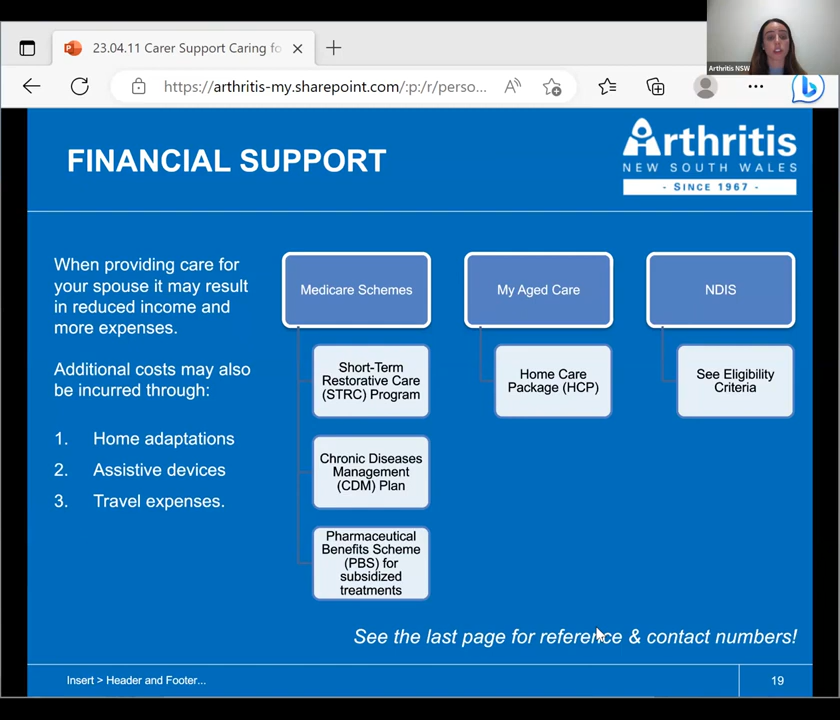 23.04.11 Carer Support Caring fo
https://arthritis-my.sharepoint.com/:p:/r/perso...
Arthritis NSW
FINANCIAL SUPPORT
Arthritis
NEW SOUTH WALES
- SINCE 1967 -
When providing care for
your spouse it may result
in reduced income and
more expenses.
Additional costs may also
be incurred through:
1. Home adaptations
2. Assistive devices
3. Travel expenses.
Medicare Schemes
Short-Term
Restorative Care
(STRC) Program
Chronic Diseases
Management
(CDM) Plan
Pharmaceutical
Benefits Scheme
(PBS) for
subsidized
treatments
My Aged Care
Home Care
Package (HCP)
NDIS
See Eligibility
Criteria
See the last page for reference & contact numbers!
Insert > Header and Footer...
19